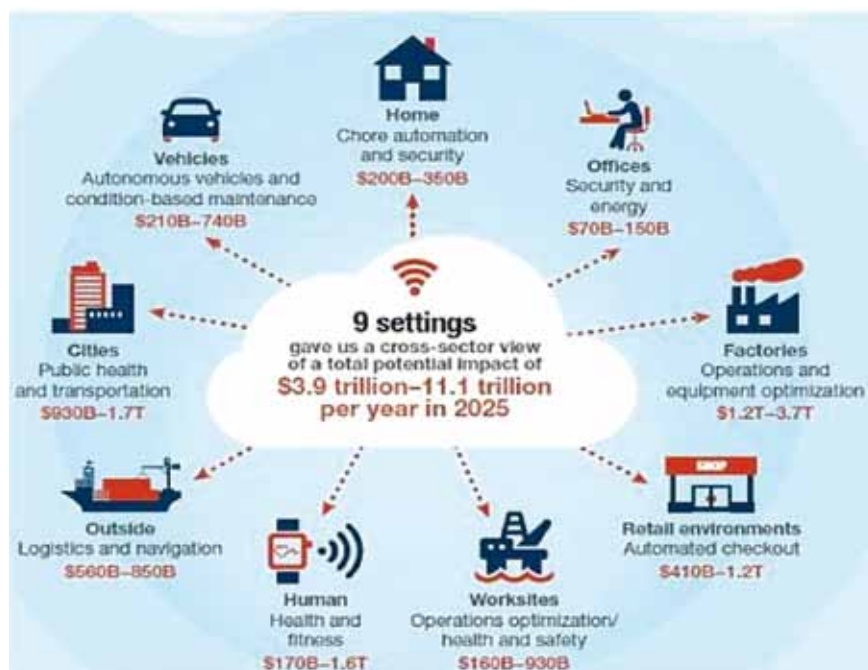 Home
Chore automation
and security
$200B–350B
Vehicles
Autonomous vehicles and
condition-based maintenance
$210B–740B
Offices
Security and
energy
$70B–150B
9 settings
gave us a cross-sector view
of a total potential impact of
$3.9 trillion–11.1 trillion
per year in 2025
Cities
Public health
and transportation
$930B–1.7T
Factories
Operations and
equipment optimization
$1.2T–3.7T
Outside
Logistics and navigation
$560B–850B
SHOP
Retail environments
Automated checkout
$410B–1.2T
Human
Health and
fitness
$170B–1.6T
Worksites
Operations optimization/
health and safety
$160B–930B